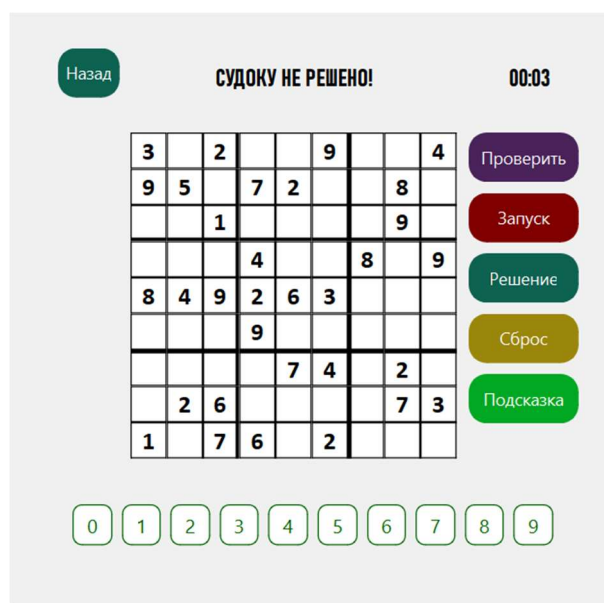 Назад СУДОКУ НЕ РЕШЕНО! 00:03
3 2 9 4
9 5 7 2 8
1 9
4 8 9
8 4 9 2 6 3
9
7 4 2
2 6 7 3
1 7 6 2
Проверить
Запуск
Решение
Сброс
Подсказка
0 1 2 3 4 5 6 7 8 9